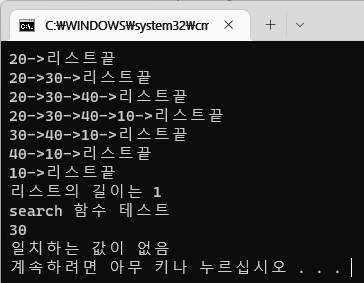 C:₩WINDOWS₩system32₩cm
20->리스트끝
20->30->리스트끝
20->30->40->리스트끝
20->30->40->10->리스트끝
30->40->10->리스트끝
40->10->리스트끝
10->리스트끝
리스트의 길이는 1
search 함수 테스트
30
일치하는 값이 없음
계속하려면 아무 키나 누르십시오 . . .